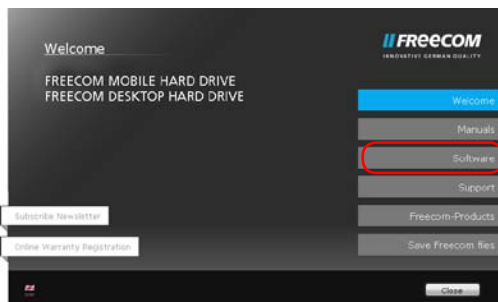 Welcome
FREECOM
INNOVATIVE GERMAN QUALITY
FREECOM MOBILE HARD DRIVE
FREECOM DESKTOP HARD DRIVE
Welcome
Manuals
Software
Support
Freecom-Products
Save Freecom files
Subscribe Newsletter
Online Warranty Registration
Close